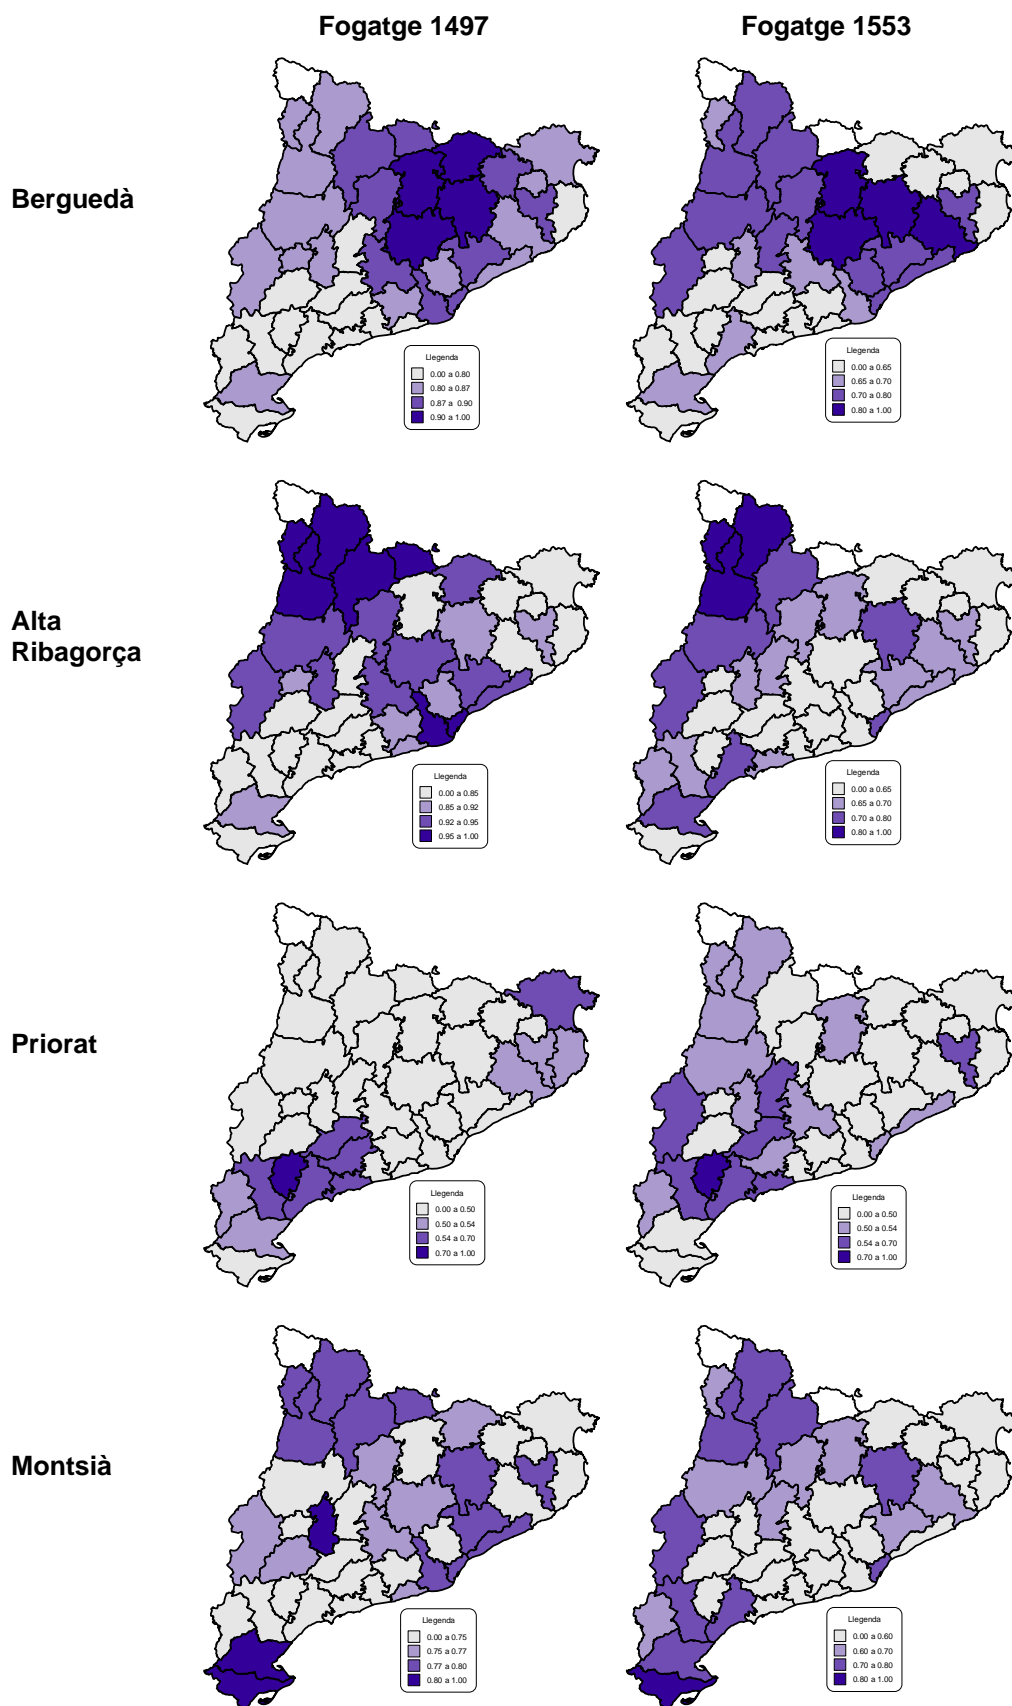 Fogatge 1497
Fogatge 1553
Berguedà
Llegenda
0.00 a 0.80
0.80 a 0.87
0.87 a 0.90
0.90 a 1.00
Llegenda
0.00 a 0.65
0.65 a 0.70
0.70 a 0.80
0.80 a 1.00
Alta
Ribagorça
Llegenda
0.00 a 0.85
0.85 a 0.92
0.92 a 0.95
0.95 a 1.00
Llegenda
0.00 a 0.65
0.65 a 0.70
0.70 a 0.80
0.80 a 1.00
Priorat
Llegenda
0.00 a 0.50
0.50 a 0.54
0.54 a 0.70
0.70 a 1.00
Llegenda
0.00 a 0.50
0.50 a 0.54
0.54 a 0.70
0.70 a 1.00
Montsià
Llegenda
0.00 a 0.75
0.75 a 0.77
0.77 a 0.80
0.80 a 1.00
Llegenda
0.00 a 0.60
0.60 a 0.70
0.70 a 0.80
0.80 a 1.00